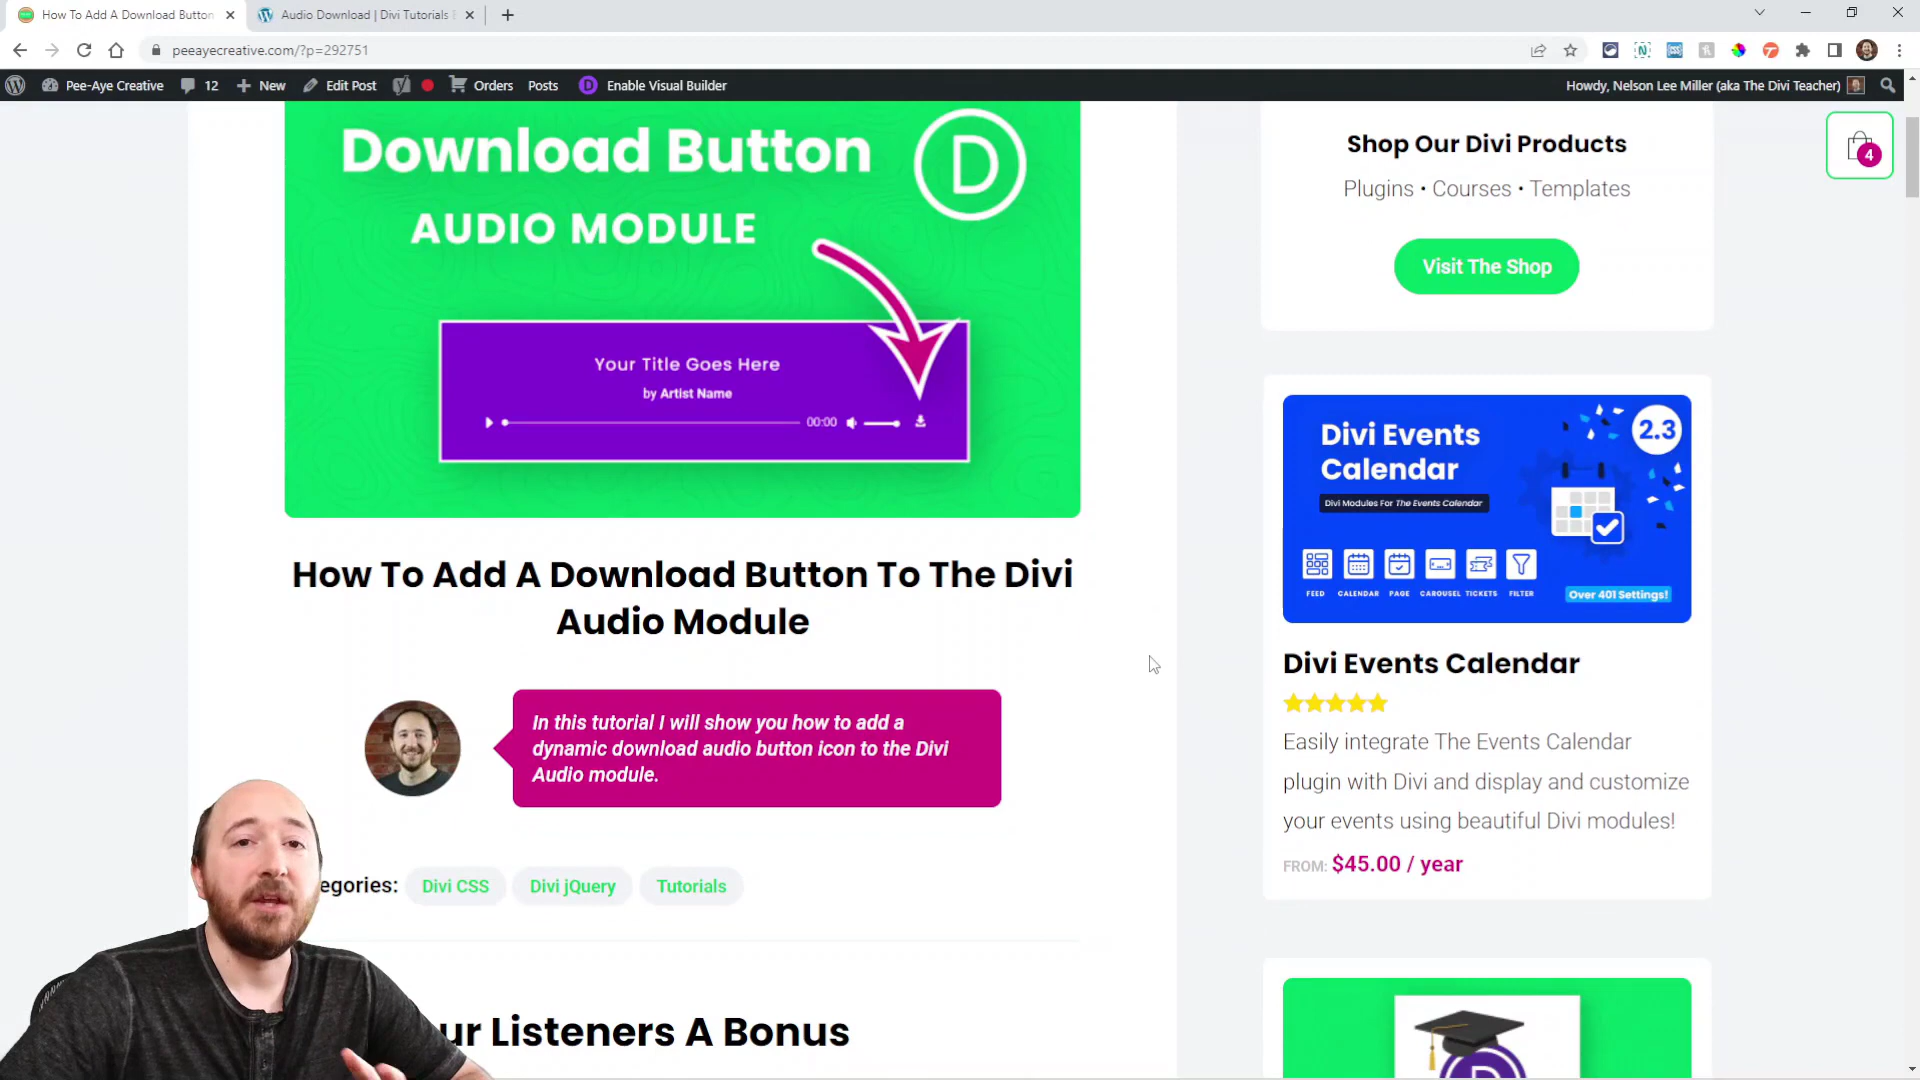 How To Add A Download Button
Audio Download | Divi Tutorials
peeayecreative.com/?p=292751
Pee-Aye Creative
12
New
Edit Post
Orders
Posts
Enable Visual Builder
Howdy, Nelson Lee Miller (aka The Divi Teacher)
4
Download Button
D
AUDIO MODULE
Your Title Goes Here
by Artist Name
00:00
How To Add A Download Button To The Divi
Audio Module
In this tutorial I will show you how to add a
dynamic download audio button icon to the Divi
Audio module.
egories:
Divi CSS
Divi jQuery
Tutorials
ur Listeners A Bonus
Shop Our Divi Products
Plugins • Courses • Templates
Visit The Shop
Divi Events
Calendar
2.3
Divi Modules For The Events Calendar
FEED
CALENDAR
PAGE
CAROUSEL
TICKETS
FILTER
Over 401 Settings!
Divi Events Calendar
Easily integrate The Events Calendar
plugin with Divi and display and customize
your events using beautiful Divi modules!
FROM: $45.00 / year